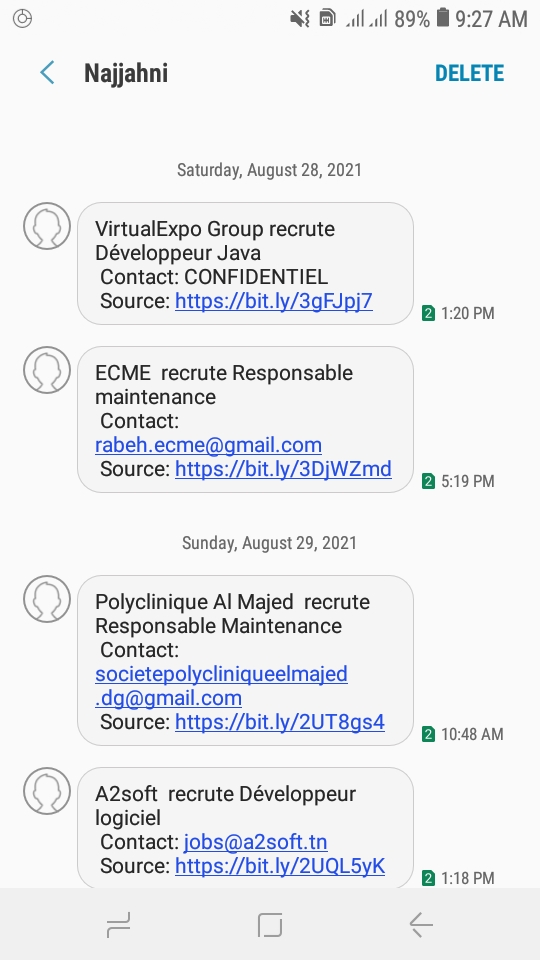 89% 9:27 AM
Najjahni
DELETE
Saturday, August 28, 2021
VirtualExpo Group recrute
Développeur Java
Contact: CONFIDENTIEL
Source: https://bit.ly/3gFJpj7
2 1:20 PM
ECME  recrute Responsable
maintenance
Contact:
rabeh.ecme@gmail.com
Source: https://bit.ly/3DjWZmd
2 5:19 PM
Sunday, August 29, 2021
Polyclinique Al Majed  recrute
Responsable Maintenance
Contact:
societepolycliniqueelmajed
.dg@gmail.com
Source: https://bit.ly/2UT8gs4
2 10:48 AM
A2soft  recrute Développeur
logiciel
Contact: jobs@a2soft.tn
Source: https://bit.ly/2UQL5yK
2 1:18 PM